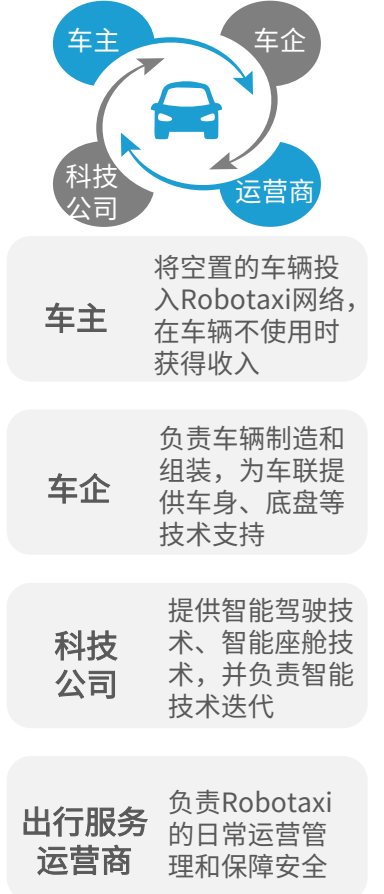 车主
车企
科技
公司
运营商
车主
将空置的车辆投
入Robotaxi网络，
在车辆不使用时
获得收入
车企
负责车辆制造和
组装，为车联提
供车身、底盘等
技术支持
科技
公司
提供智能驾驶技
术、智能座舱技
术，并负责智能
技术迭代
出行服务
运营商
负责Robotaxi
的日常运营管
理和保障安全